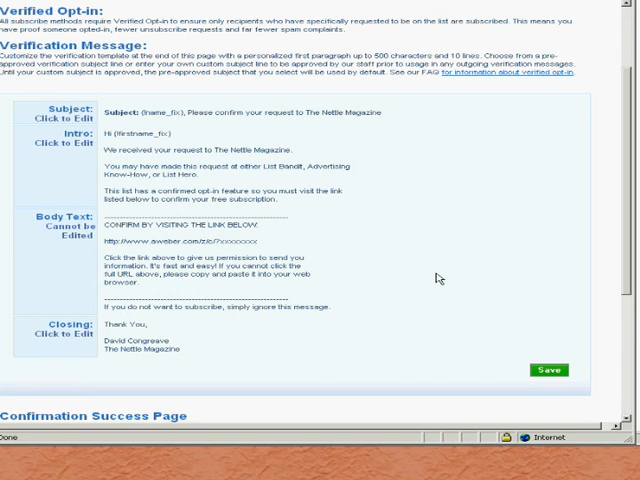 Verified Opt-in:
All subscribe methods require Verified Opt-in to ensure only recipients who have specifically requested to be on the list are subscribed. This means you
have proof someone opted-in, fewer unsubscribe requests and far fewer spam complaints.
Verification Message:
Customize the verification template at the end of this page with a personalized first paragraph up to 500 characters and 10 lines. Choose from a pre-
approved verification subject line or enter your own custom subject line to be approved by our staff prior to usage in any outgoing verification messages.
Until your custom subject is approved, the pre-approved subject that you select will be used by default. See our FAQ for information about verified opt-in.
Subject:
Click to Edit
Subject: {!name_fix}, Please confirm your request to The Nettle Magazine
Intro:
Click to Edit
Hi {!firstname_fix}
We received your request to The Nettle Magazine.
You may have made this request at either List Bandit, Advertising
Know-How, or List Hero.
This list has a confirmed opt-in feature so you must visit the link
listed below to confirm your free subscription.
Body Text:
Cannot be
Edited
CONFIRM BY VISITING THE LINK BELOW:
http://www.aweber.com/z/c/?xxxxxxxx
Click the link above to give us permission to send you
information. It's fast and easy! If you cannot click the
full URL above, please copy and paste it into your web
browser.
If you do not want to subscribe, simply ignore this message.
Closing:
Click to Edit
Thank You,
David Congreave
The Nettle Magazine
Save
Confirmation Success Page
Done
Internet